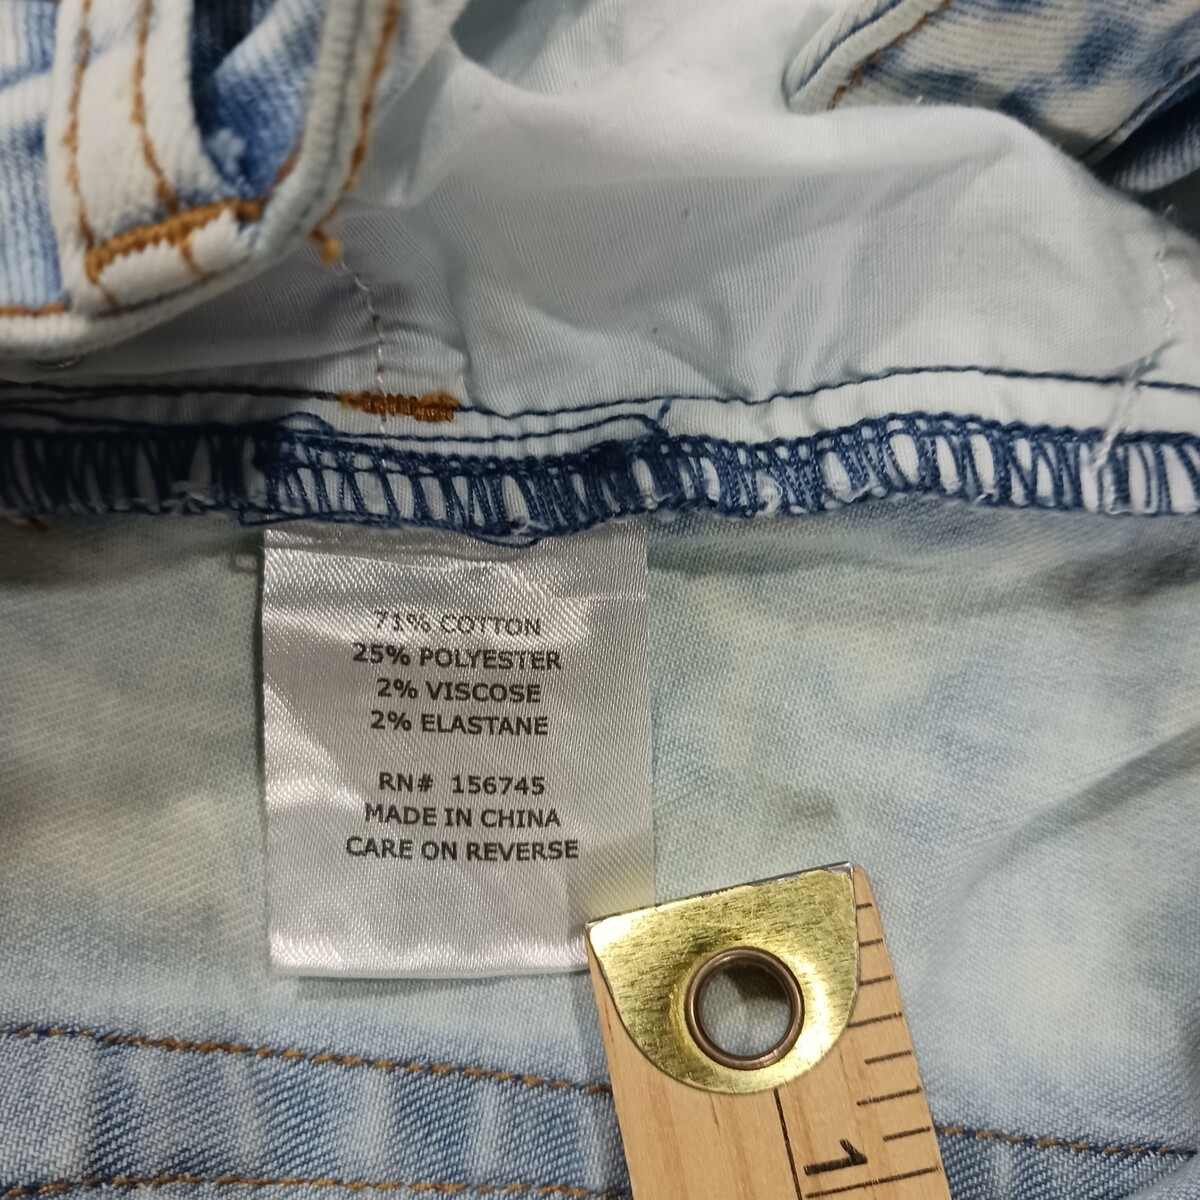 71% COTTON
25% POLYESTER
2% VISCOSE
2% ELASTANE
RN# 156745
MADE IN CHINA
CARE ON REVERSE
1